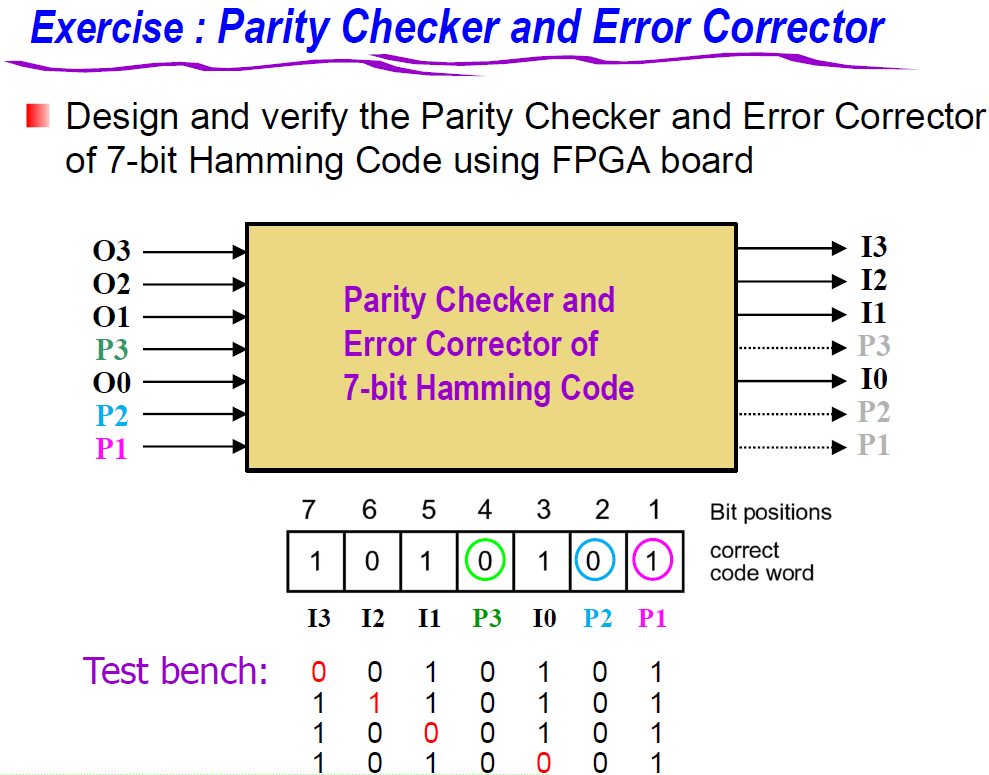 Exercise : Parity Checker and Error Corrector
Design and verify the Parity Checker and Error Corrector
of 7-bit Hamming Code using FPGA board
O3
O2
O1
P3
O0
P2
P1
Parity Checker and
Error Corrector of
7-bit Hamming Code
I3
I2
I1
P3
I0
P2
P1
7 6 5 4 3 2 1 Bit positions
1 0 1 0 1 0 1 correct
code word
I3 I2 I1 P3 I0 P2 P1
Test bench: 0 0 1 0 1 0 1
1 1 1 0 1 0 1
1 0 0 0 1 0 1
1 0 1 0 0 0 1